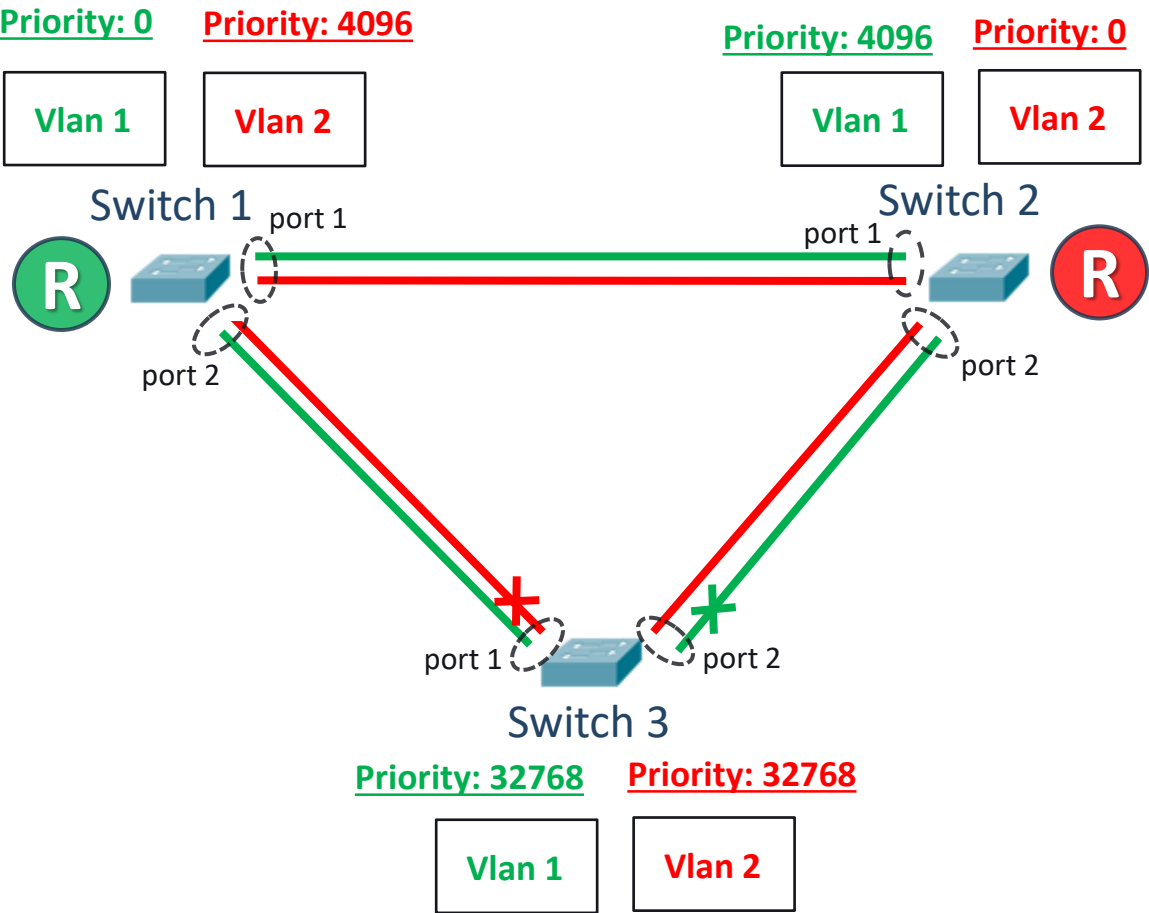 Priority: 0 Priority: 4096
Priority: 4096 Priority: 0
Vlan 1 Vlan 2
Vlan 1 Vlan 2
Switch 1
Switch 2
port 1
port 1
R
R
port 2
port 2
port 1
port 2
Switch 3
Priority: 32768 Priority: 32768
Vlan 1 Vlan 2